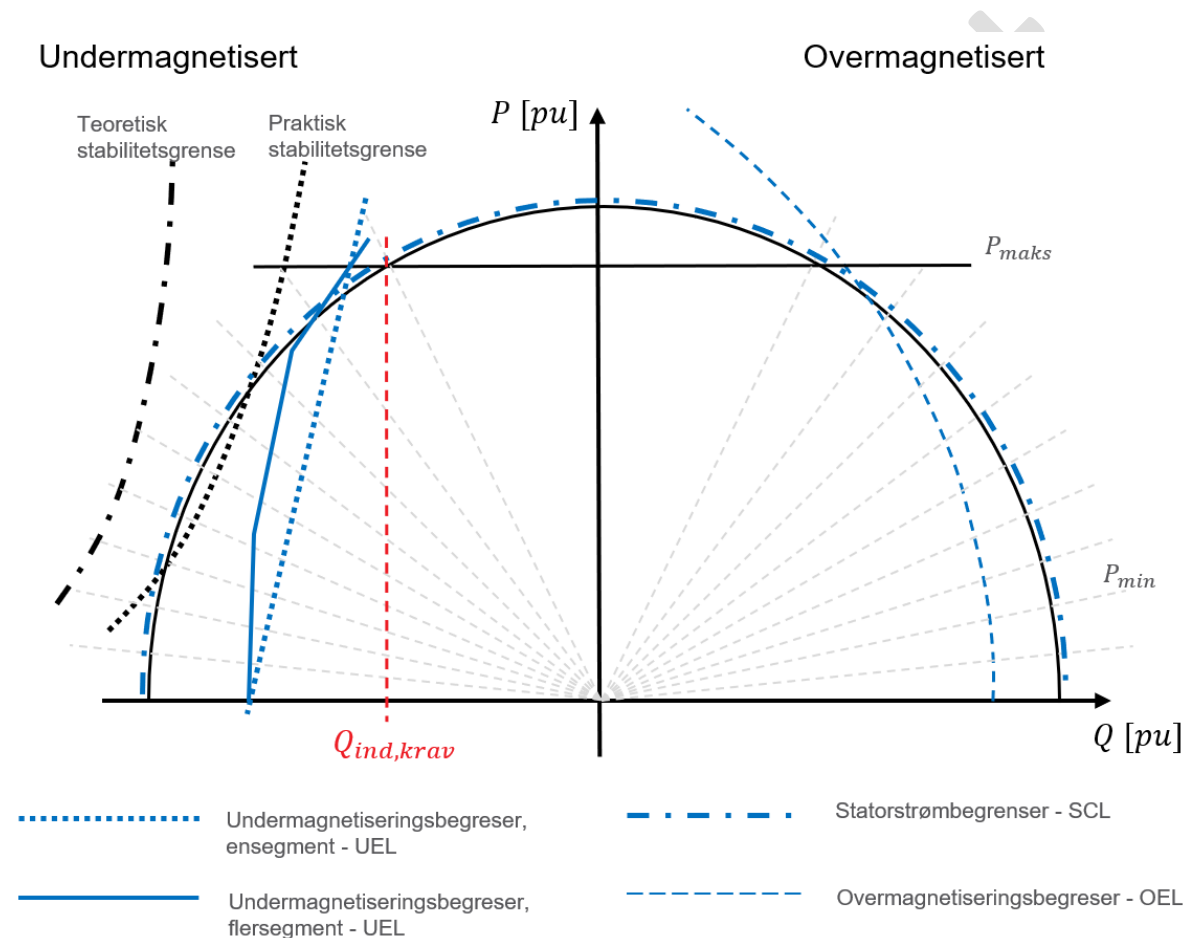 Undermagnetisert
Overmagnetisert
Teoretisk
stabilitetsgrense
Praktisk
stabilitetsgrense
P [pu]
P_maks
P_min
Q_ind,krav
Q [pu]
Undermagnetiseringsbegreser,
ensegment - UEL
Statorstrømbegrenser - SCL
Undermagnetiseringsbegreser,
flersegment - UEL
Overmagnetiseringsbegreser - OEL